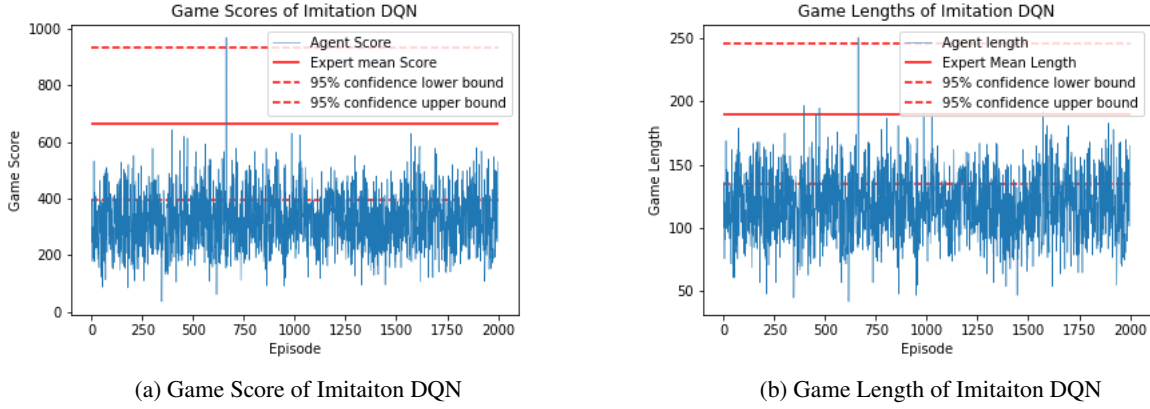 Game Scores of Imitation DQN
1000
800
600
400
200
0
Game Score
Agent Score
Expert mean Score
95% confidence lower bound
95% confidence upper bound
0 250 500 750 1000 1250 1500 1750 2000
Episode
(a) Game Score of Imitaiton DQN
Game Lengths of Imitation DQN
250
200
150
100
50
Game Length
Agent length
Expert Mean Length
95% confidence lower bound
95% confidence upper bound
0 250 500 750 1000 1250 1500 1750 2000
Episode
(b) Game Length of Imitaiton DQN